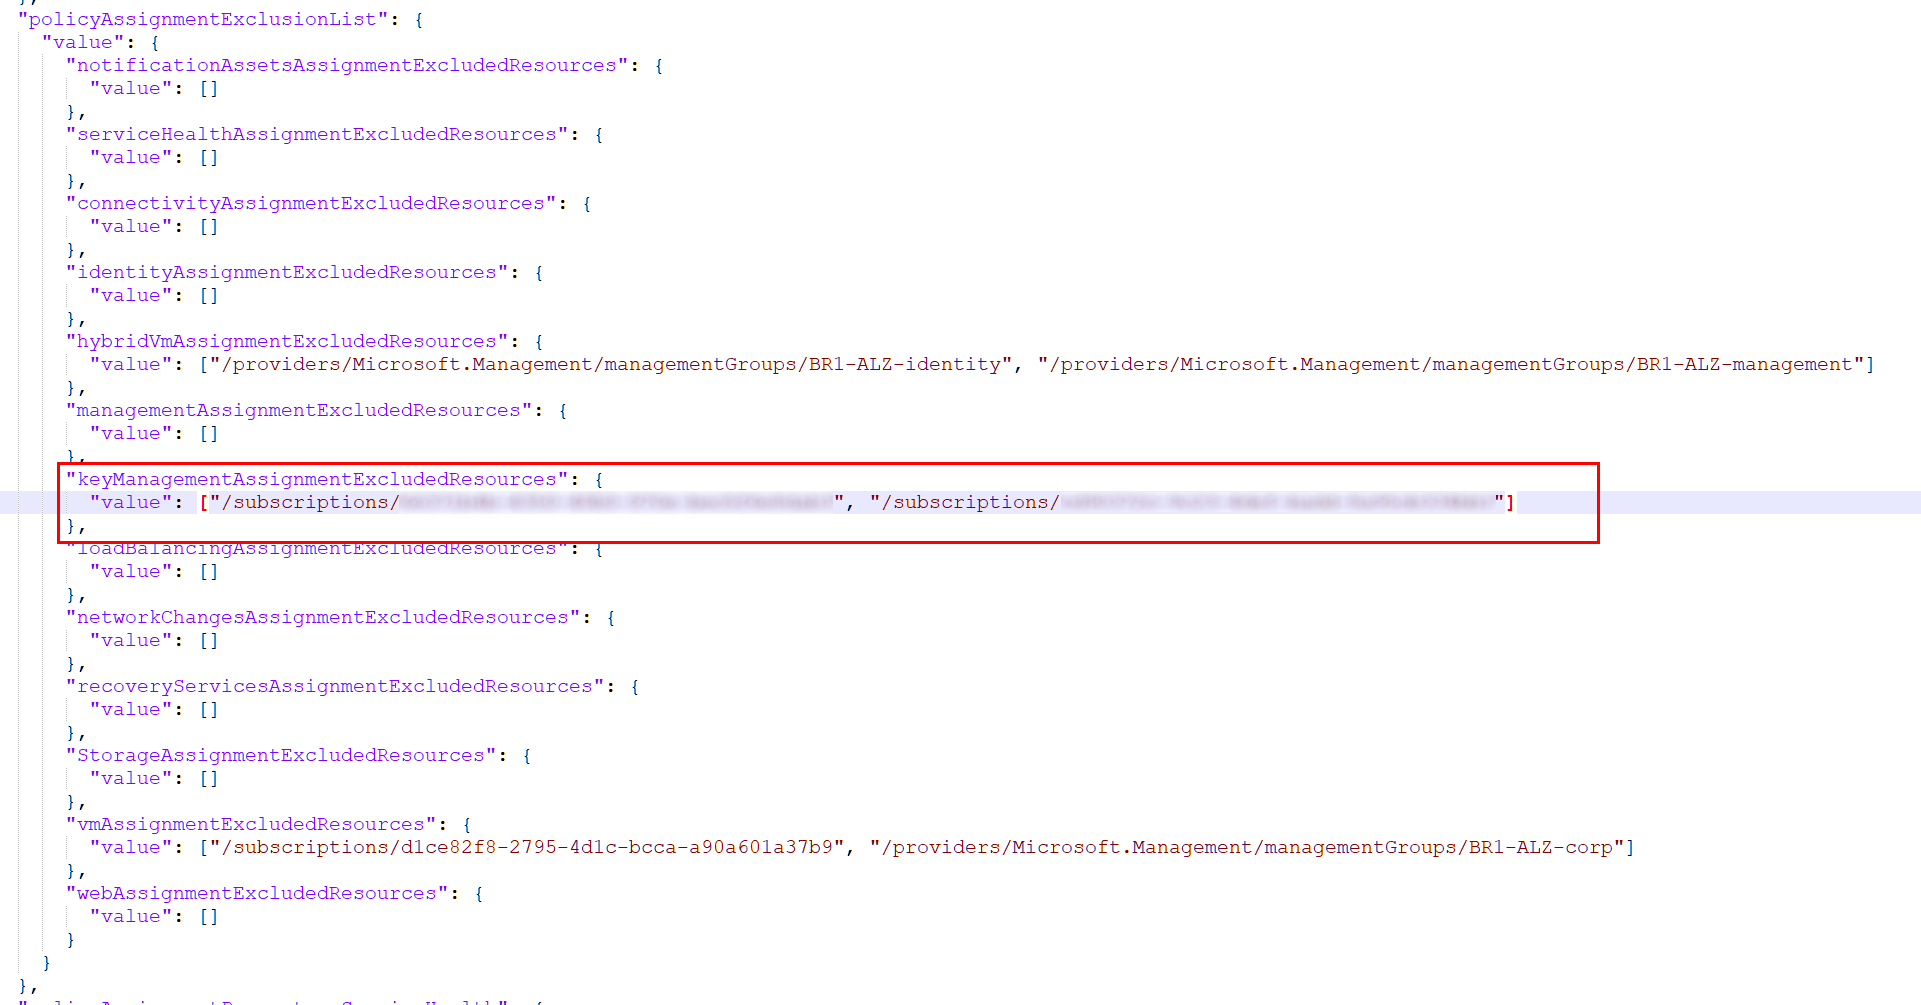 "policyAssignmentExclusionList": {
"value": {
"notificationAssetsAssignmentExcludedResources": {
"value": []
},
"serviceHealthAssignmentExcludedResources": {
"value": []
},
"connectivityAssignmentExcludedResources": {
"value": []
},
"identityAssignmentExcludedResources": {
"value": []
},
"hybridVmAssignmentExcludedResources": {
"value": ["/providers/Microsoft.Management/managementGroups/BR1-ALZ-identity", "/providers/Microsoft.Management/managementGroups/BR1-ALZ-management"]
},
"managementAssignmentExcludedResources": {
"value": []
},
"keyManagementAssignmentExcludedResources": {
"value": ["/subscriptions/", "/subscriptions/"]
},
"loadBalancingAssignmentExcludedResources": {
"value": []
},
"networkChangesAssignmentExcludedResources": {
"value": []
},
"recoveryServicesAssignmentExcludedResources": {
"value": []
},
"StorageAssignmentExcludedResources": {
"value": []
},
"vmAssignmentExcludedResources": {
"value": ["/subscriptions/d1ce82f8-2795-4d1c-bcca-a90a601a37b9", "/providers/Microsoft.Management/managementGroups/BR1-ALZ-corp"]
},
"webAssignmentExcludedResources": {
"value": []
}
}
},